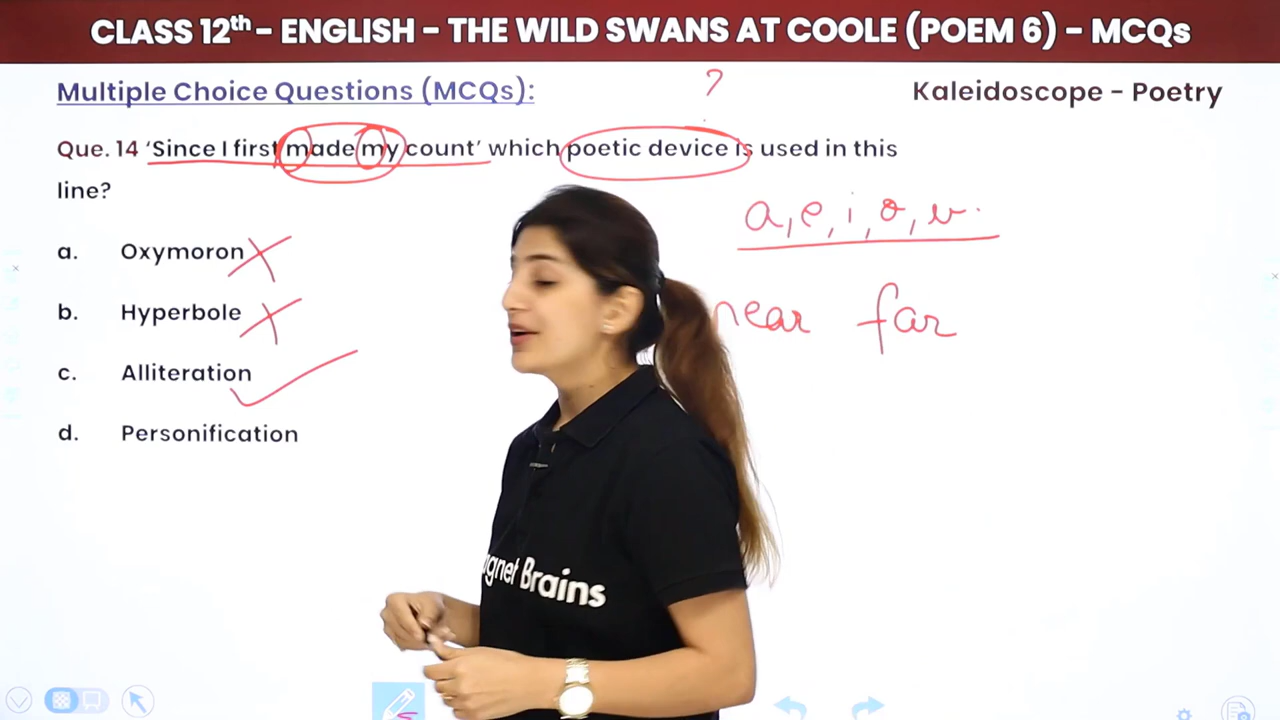 CLASS 12th – ENGLISH – THE WILD SWANS AT COOLE (POEM 6) – MCQs
Multiple Choice Questions (MCQs):
?
Kaleidoscope – Poetry
Que. 14 ‘Since I first made my count’ which poetic device is used in this
line?
a, e, i, o, u.
a. Oxymoron
b. Hyperbole
near far
c. Alliteration
d. Personification
gnet Brains